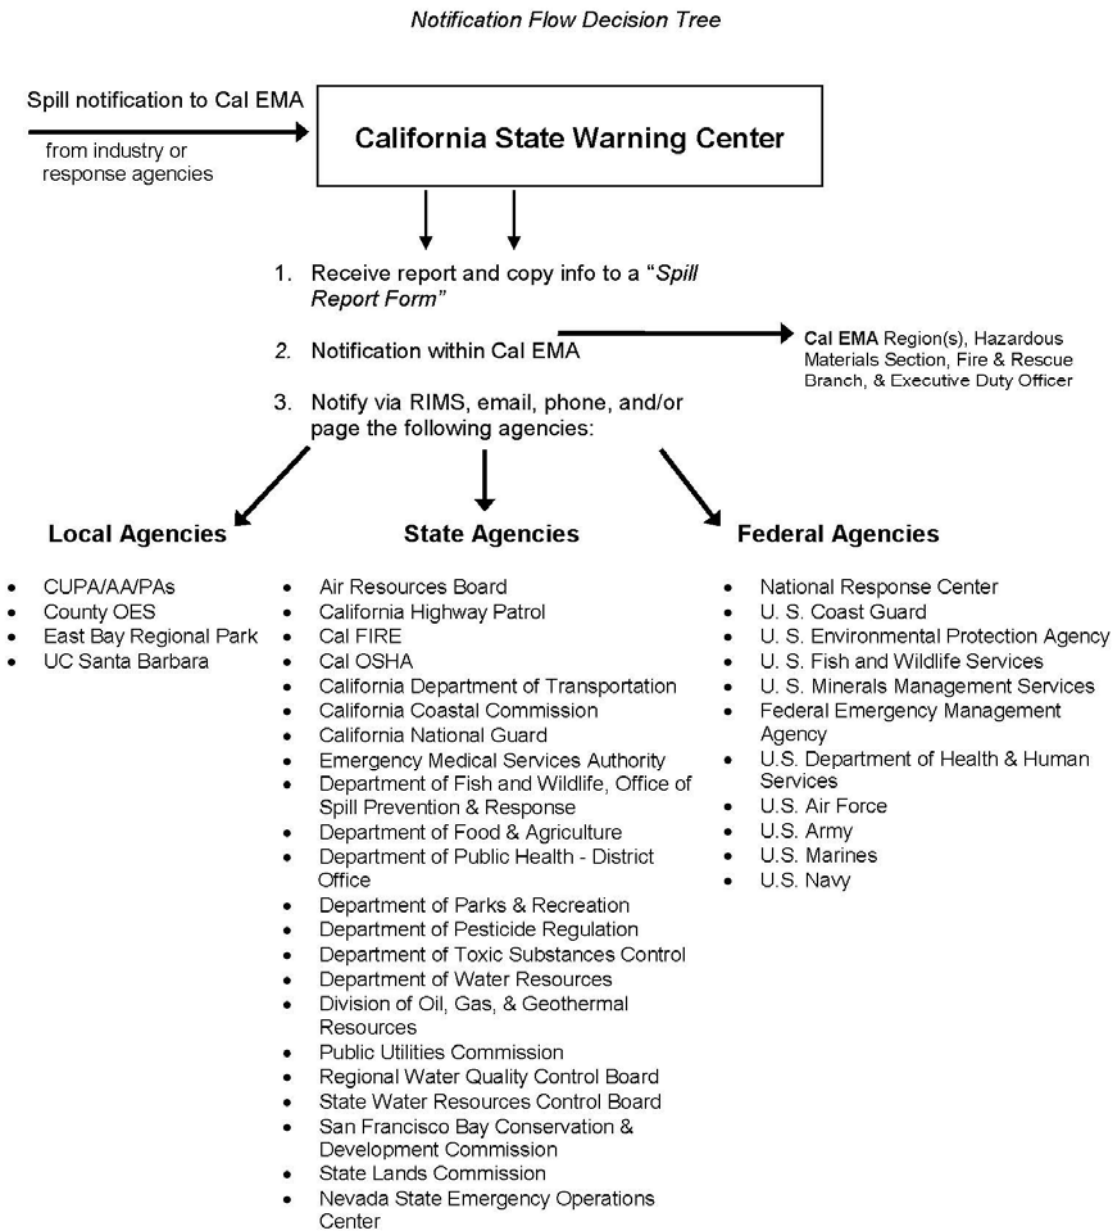 Notification Flow Decision Tree
Spill notification to Cal EMA
from industry or
response agencies
California State Warning Center
1. Receive report and copy info to a “Spill
Report Form”
2. Notification within Cal EMA
Cal EMA Region(s), Hazardous
Materials Section, Fire & Rescue
Branch, & Executive Duty Officer
3. Notify via RIMS, email, phone, and/or
page the following agencies:
Local Agencies
• CUPA/AA/PAs
• County OES
• East Bay Regional Park
• UC Santa Barbara
State Agencies
• Air Resources Board
• California Highway Patrol
• Cal FIRE
• Cal OSHA
• California Department of Transportation
• California Coastal Commission
• California National Guard
• Emergency Medical Services Authority
• Department of Fish and Wildlife, Office of
Spill Prevention & Response
• Department of Food & Agriculture
• Department of Public Health - District
Office
• Department of Parks & Recreation
• Department of Pesticide Regulation
• Department of Toxic Substances Control
• Department of Water Resources
• Division of Oil, Gas, & Geothermal
Resources
• Public Utilities Commission
• Regional Water Quality Control Board
• State Water Resources Control Board
• San Francisco Bay Conservation &
Development Commission
• State Lands Commission
• Nevada State Emergency Operations
Center
Federal Agencies
• National Response Center
• U. S. Coast Guard
• U. S. Environmental Protection Agency
• U. S. Fish and Wildlife Services
• U. S. Minerals Management Services
• Federal Emergency Management
Agency
• U.S. Department of Health & Human
Services
• U.S. Air Force
• U.S. Army
• U.S. Marines
• U.S. Navy